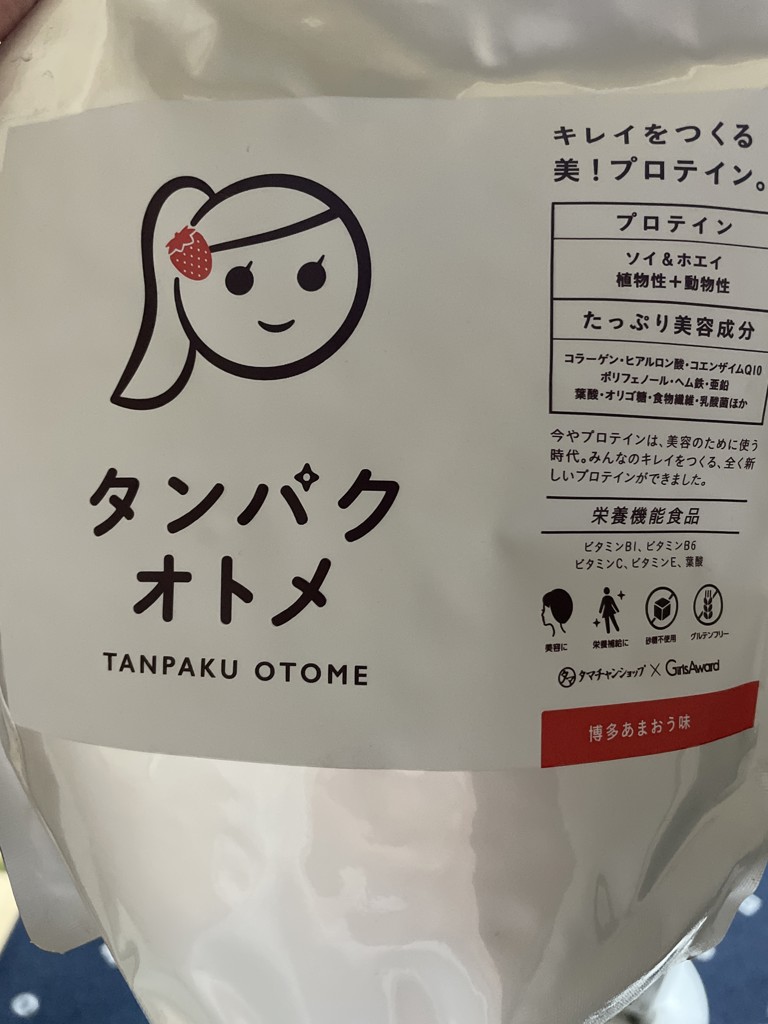 タンパク
オトメ
TANPAKU OTOME
キレイをつくる
美！プロテイン。
プロテイン
ソイ＆ホエイ
植物性＋動物性
たっぷり美容成分
コラーゲン・ヒアルロン酸・コエンザイムQ10
ポリフェノール・ヘム鉄・亜鉛
葉酸・オリゴ糖・食物繊維・乳酸菌ほか
今やプロテインは、美容のために使う
時代。みんなのキレイをつくる、全く新
しいプロテインができました。
栄養機能食品
ビタミンB1、ビタミンB6
ビタミンC、ビタミンE、葉酸
美容に 栄養補給に 砂糖不使用 グルテンフリー
タマ タマチャンショップ × GirlsAward
博多あまおう味